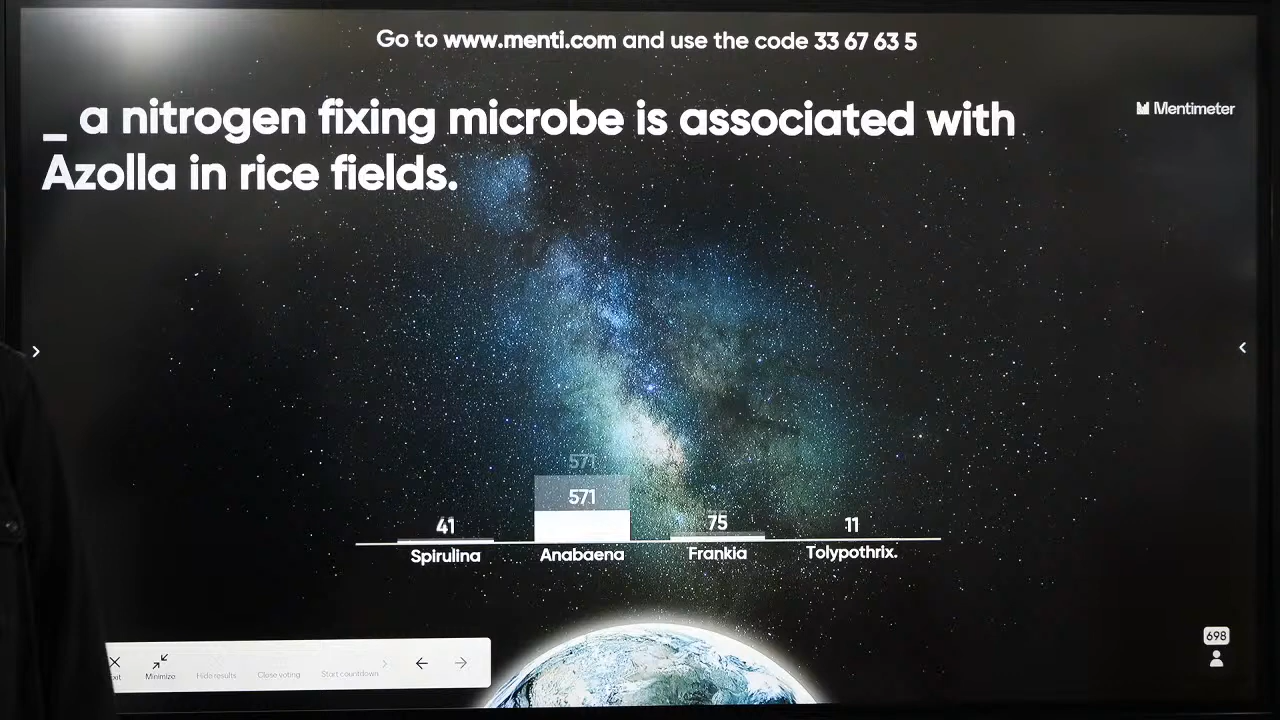 Go to www.menti.com and use the code 33 67 63 5
_ a nitrogen fixing microbe is associated with
Mentimeter
Azolla in rice fields.
571
571
41
75
11
Spirulina
Anabaena
Frankia
Tolypothrix.
698
Minimize
Hide results
Close voting
Start countdown